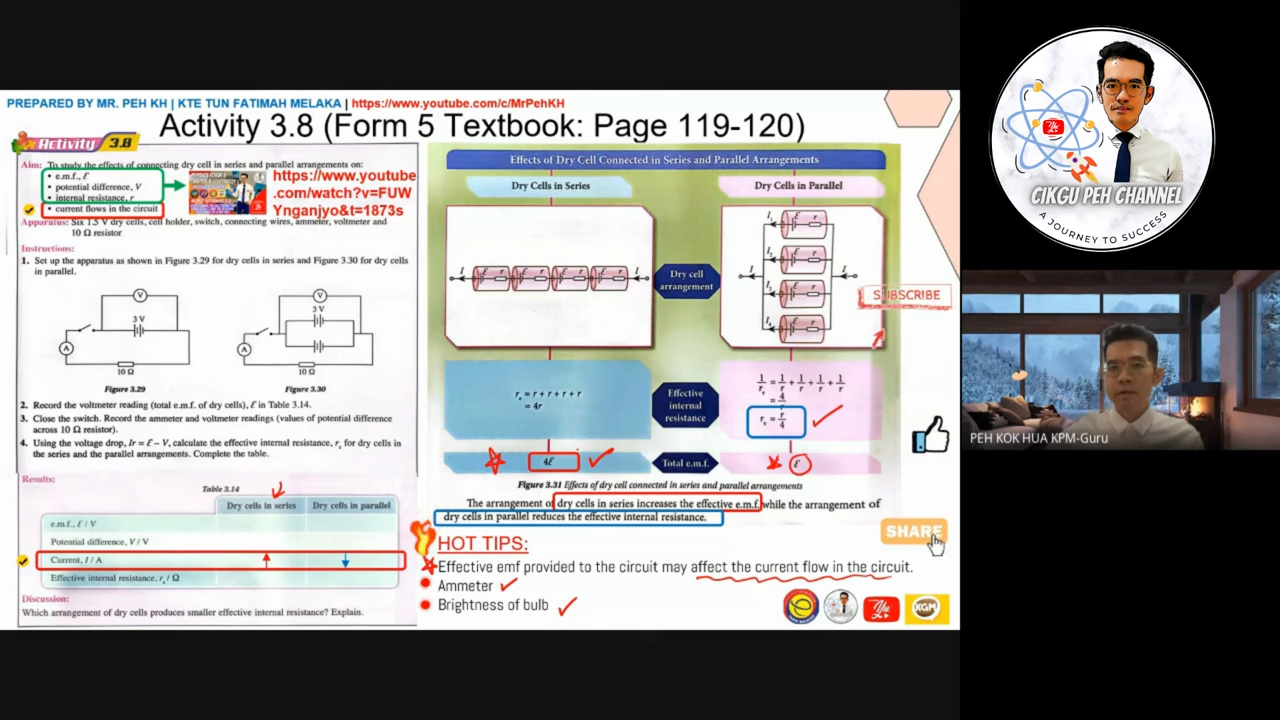 PREPARED BY MR. PEH KH | KTE TUN FATIMAH MELAKA | https://www.youtube.com/c/MrPehKH
Activity 3.8 (Form 5 Textbook: Page 119-120)
Activity 3.8
Aim: To study the effects of connecting dry cell in series and parallel arrangements on:
• e.m.f., Ɛ
• potential difference, V
• internal resistance, r
• current flows in the circuit
https://www.youtube
.com/watch?v=FUW
Ynganjyo&t=1873s
Apparatus: Six 1.5 V dry cells, cell holder, switch, connecting wires, ammeter, voltmeter and
10 Ω resistor
Instructions:
1. Set up the apparatus as shown in Figure 3.29 for dry cells in series and Figure 3.30 for dry cells
in parallel.
V
3 V
A
10 Ω
Figure 3.29
V
3 V
A
10 Ω
Figure 3.30
2. Record the voltmeter reading (total e.m.f. of dry cells), Ɛ in Table 3.14.
3. Close the switch. Record the ammeter and voltmeter readings (values of potential difference
across 10 Ω resistor).
4. Using the voltage drop, Ir = Ɛ – V, calculate the effective internal resistance, rₑ for dry cells in
the series and the parallel arrangements. Complete the table.
Results:
Table 3.14
Dry cells in series Dry cells in parallel
e.m.f., Ɛ / V
Potential difference, V / V
Current, I / A
Effective internal resistance, rₑ / Ω
Discussion:
Which arrangement of dry cells produces smaller effective internal resistance? Explain.
Effects of Dry Cell Connected in Series and Parallel Arrangements
Dry Cells in Series
Dry Cells in Parallel
Dry cell
arrangement
rₑ = r + r + r + r
= 4r
Effective
internal
resistance
1/rₑ = 1/r + 1/r + 1/r + 1/r
= 4/r
rₑ = r/4
4Ɛ
Total e.m.f.
Ɛ
Figure 3.31 Effects of dry cell connected in series and parallel arrangements
The arrangement of dry cells in series increases the effective e.m.f. while the arrangement of
dry cells in parallel reduces the effective internal resistance.
HOT TIPS:
Effective emf provided to the circuit may affect the current flow in the circuit.
Ammeter
Brightness of bulb
SUBSCRIBE
SHARE
XGM
CIKGU PEH CHANNEL
A JOURNEY TO SUCCESS
PEH KOK HUA KPM-Guru